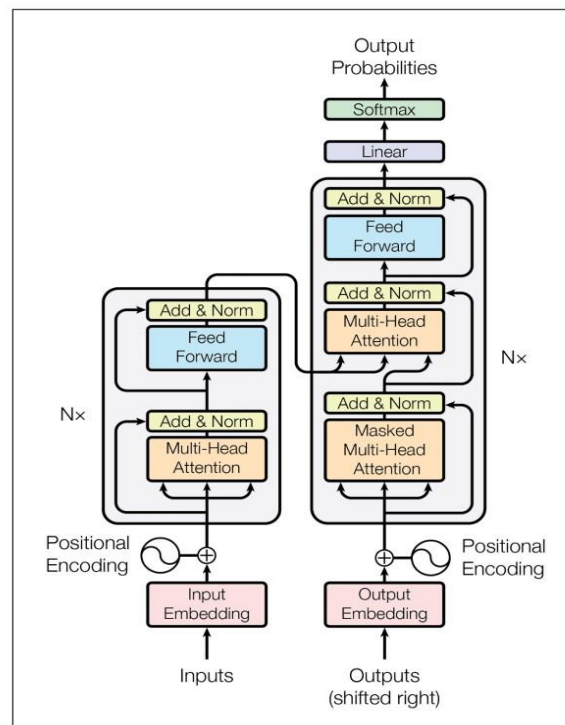 Output
Probabilities
Softmax
Linear
Add & Norm
Feed
Forward
Add & Norm
Multi-Head
Attention
Add & Norm
Masked
Multi-Head
Attention
N×
Add & Norm
Feed
Forward
N×
Add & Norm
Multi-Head
Attention
Positional
Encoding
Positional
Encoding
Input
Embedding
Output
Embedding
Inputs
Outputs
(shifted right)